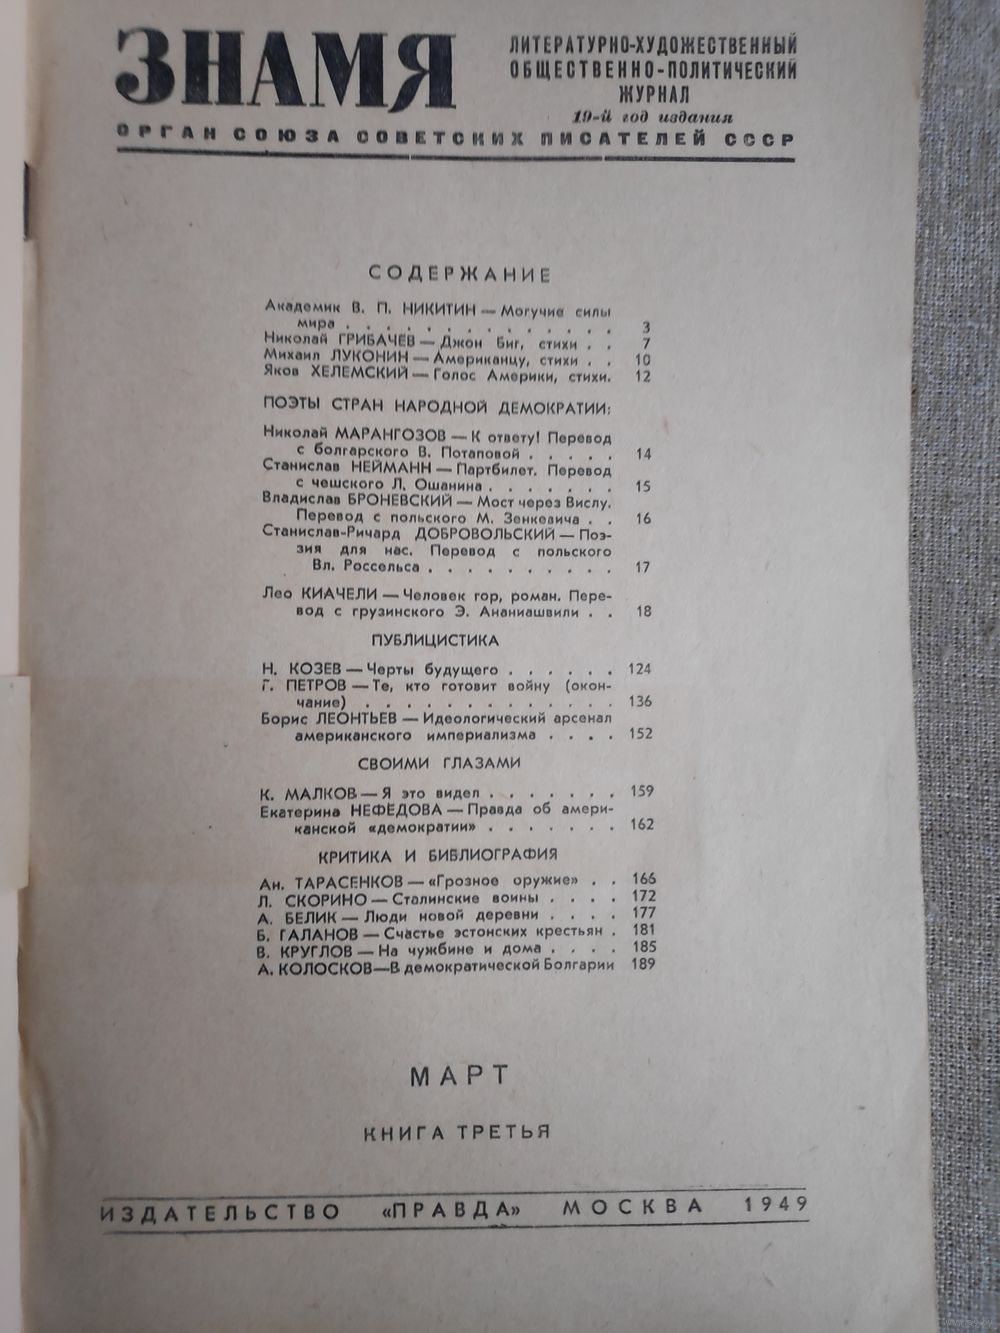 ЗНАМЯ
ЛИТЕРАТУРНО-ХУДОЖЕСТВЕННЫЙ
ОБЩЕСТВЕННО-ПОЛИТИЧЕСКИЙ
ЖУРНАЛ
19-й год издания
ОРГАН СОЮЗА СОВЕТСКИХ ПИСАТЕЛЕЙ СССР
СОДЕРЖАНИЕ
Академик В. П. НИКИТИН — Могучие силы
мира . . . . . . . . . . . . . . 3
Николай ГРИБАЧЕВ — Джон Биг, стихи . . 7
Михаил ЛУКОНИН — Американцу, стихи . . 10
Яков ХЕЛЕМСКИЙ — Голос Америки, стихи. 12
ПОЭТЫ СТРАН НАРОДНОЙ ДЕМОКРАТИИ:
Николай МАРАНГОЗОВ — К ответу! Перевод
с болгарского В. Потаповой . . . . . 14
Станислав НЕЙМАНН — Партбилет. Перевод
с чешского Л. Ошанина . . . . . . . 15
Владислав БРОНЕВСКИЙ — Мост через Вислу.
Перевод с польского М. Зенкевича . . 16
Станислав-Ричард ДОБРОВОЛЬСКИЙ — Поэ-
зия для нас. Перевод с польского
Вл. Россельса . . . . . . . . . . 17
Лео КИАЧЕЛИ — Человек гор, роман. Пере-
вод с грузинского Э. Ананиашвили . . 18
ПУБЛИЦИСТИКА
Н. КОЗЕВ — Черты будущего . . . . . . 124
Г. ПЕТРОВ — Те, кто готовит войну (окон-
чание) . . . . . . . . . . . . . 136
Борис ЛЕОНТЬЕВ — Идеологический арсенал
американского империализма . . . . 152
СВОИМИ ГЛАЗАМИ
К. МАЛКОВ — Я это видел . . . . . . . 159
Екатерина НЕФЕДОВА — Правда об амери-
канской «демократии» . . . . . . . 162
КРИТИКА И БИБЛИОГРАФИЯ
Ан. ТАРАСЕНКОВ — «Грозное оружие» . . 166
Л. СКОРИНО — Сталинские воины . . . . 172
А. БЕЛИК — Люди новой деревни . . . . 177
Б. ГАЛАНОВ — Счастье эстонских крестьян . 181
В. КРУГЛОВ — На чужбине и дома . . . . 185
А. КОЛОСКОВ—В демократической Болгарии 189
МАРТ
КНИГА ТРЕТЬЯ
ИЗДАТЕЛЬСТВО «ПРАВДА» МОСКВА 1949